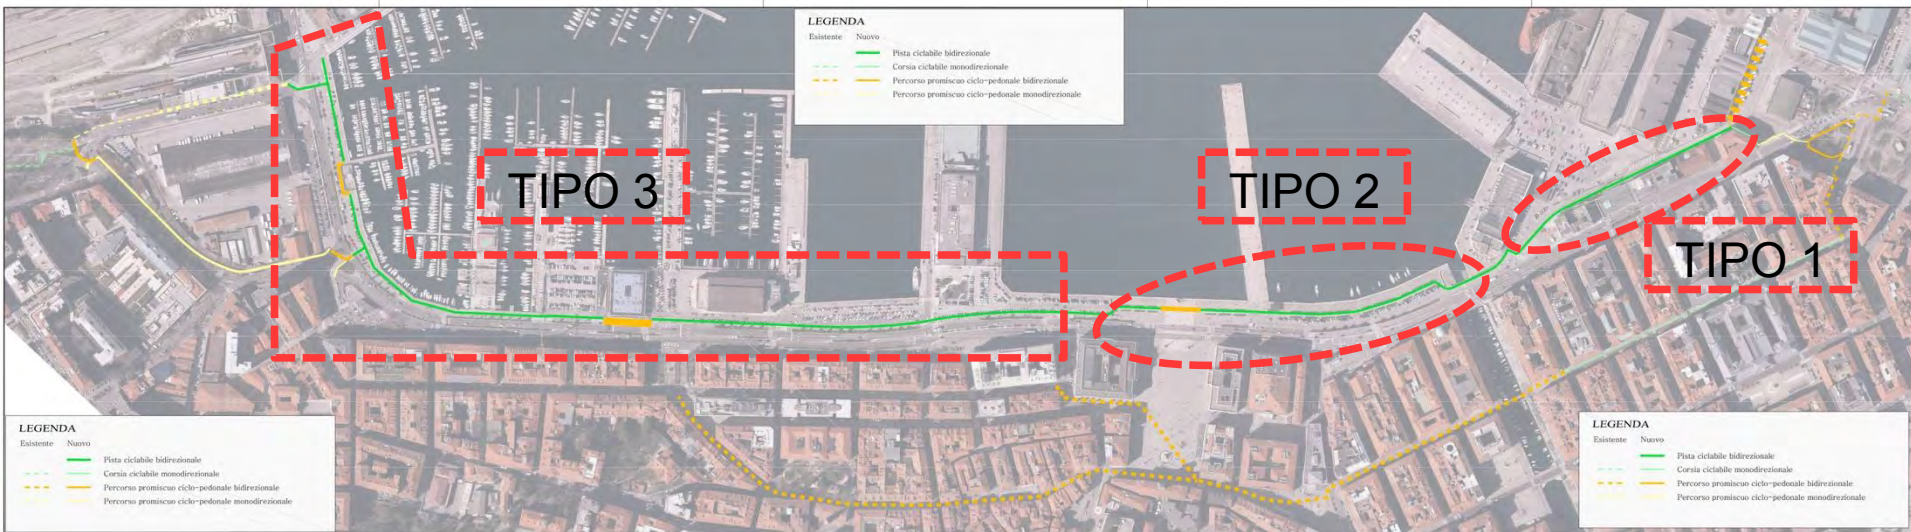 LEGENDA
Esistente Nuovo
Pista ciclabile bidirezionale
Corsia ciclabile monodirezionale
Percorso promiscuo ciclo-pedonale bidirezionale
Percorso promiscuo ciclo-pedonale monodirezionale
TIPO 3
TIPO 2
TIPO 1
LEGENDA
Esistente Nuovo
Pista ciclabile bidirezionale
Corsia ciclabile monodirezionale
Percorso promiscuo ciclo-pedonale bidirezionale
Percorso promiscuo ciclo-pedonale monodirezionale
LEGENDA
Esistente Nuovo
Pista ciclabile bidirezionale
Corsia ciclabile monodirezionale
Percorso promiscuo ciclo-pedonale bidirezionale
Percorso promiscuo ciclo-pedonale monodirezionale